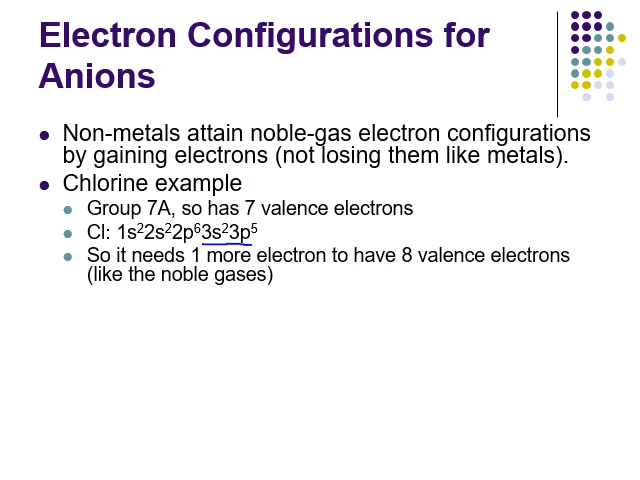 Electron Configurations for
Anions
Non-metals attain noble-gas electron configurations
by gaining electrons (not losing them like metals).
Chlorine example
Group 7A, so has 7 valence electrons
Cl: 1s²2s²2p⁶3s²3p⁵
So it needs 1 more electron to have 8 valence electrons
(like the noble gases)